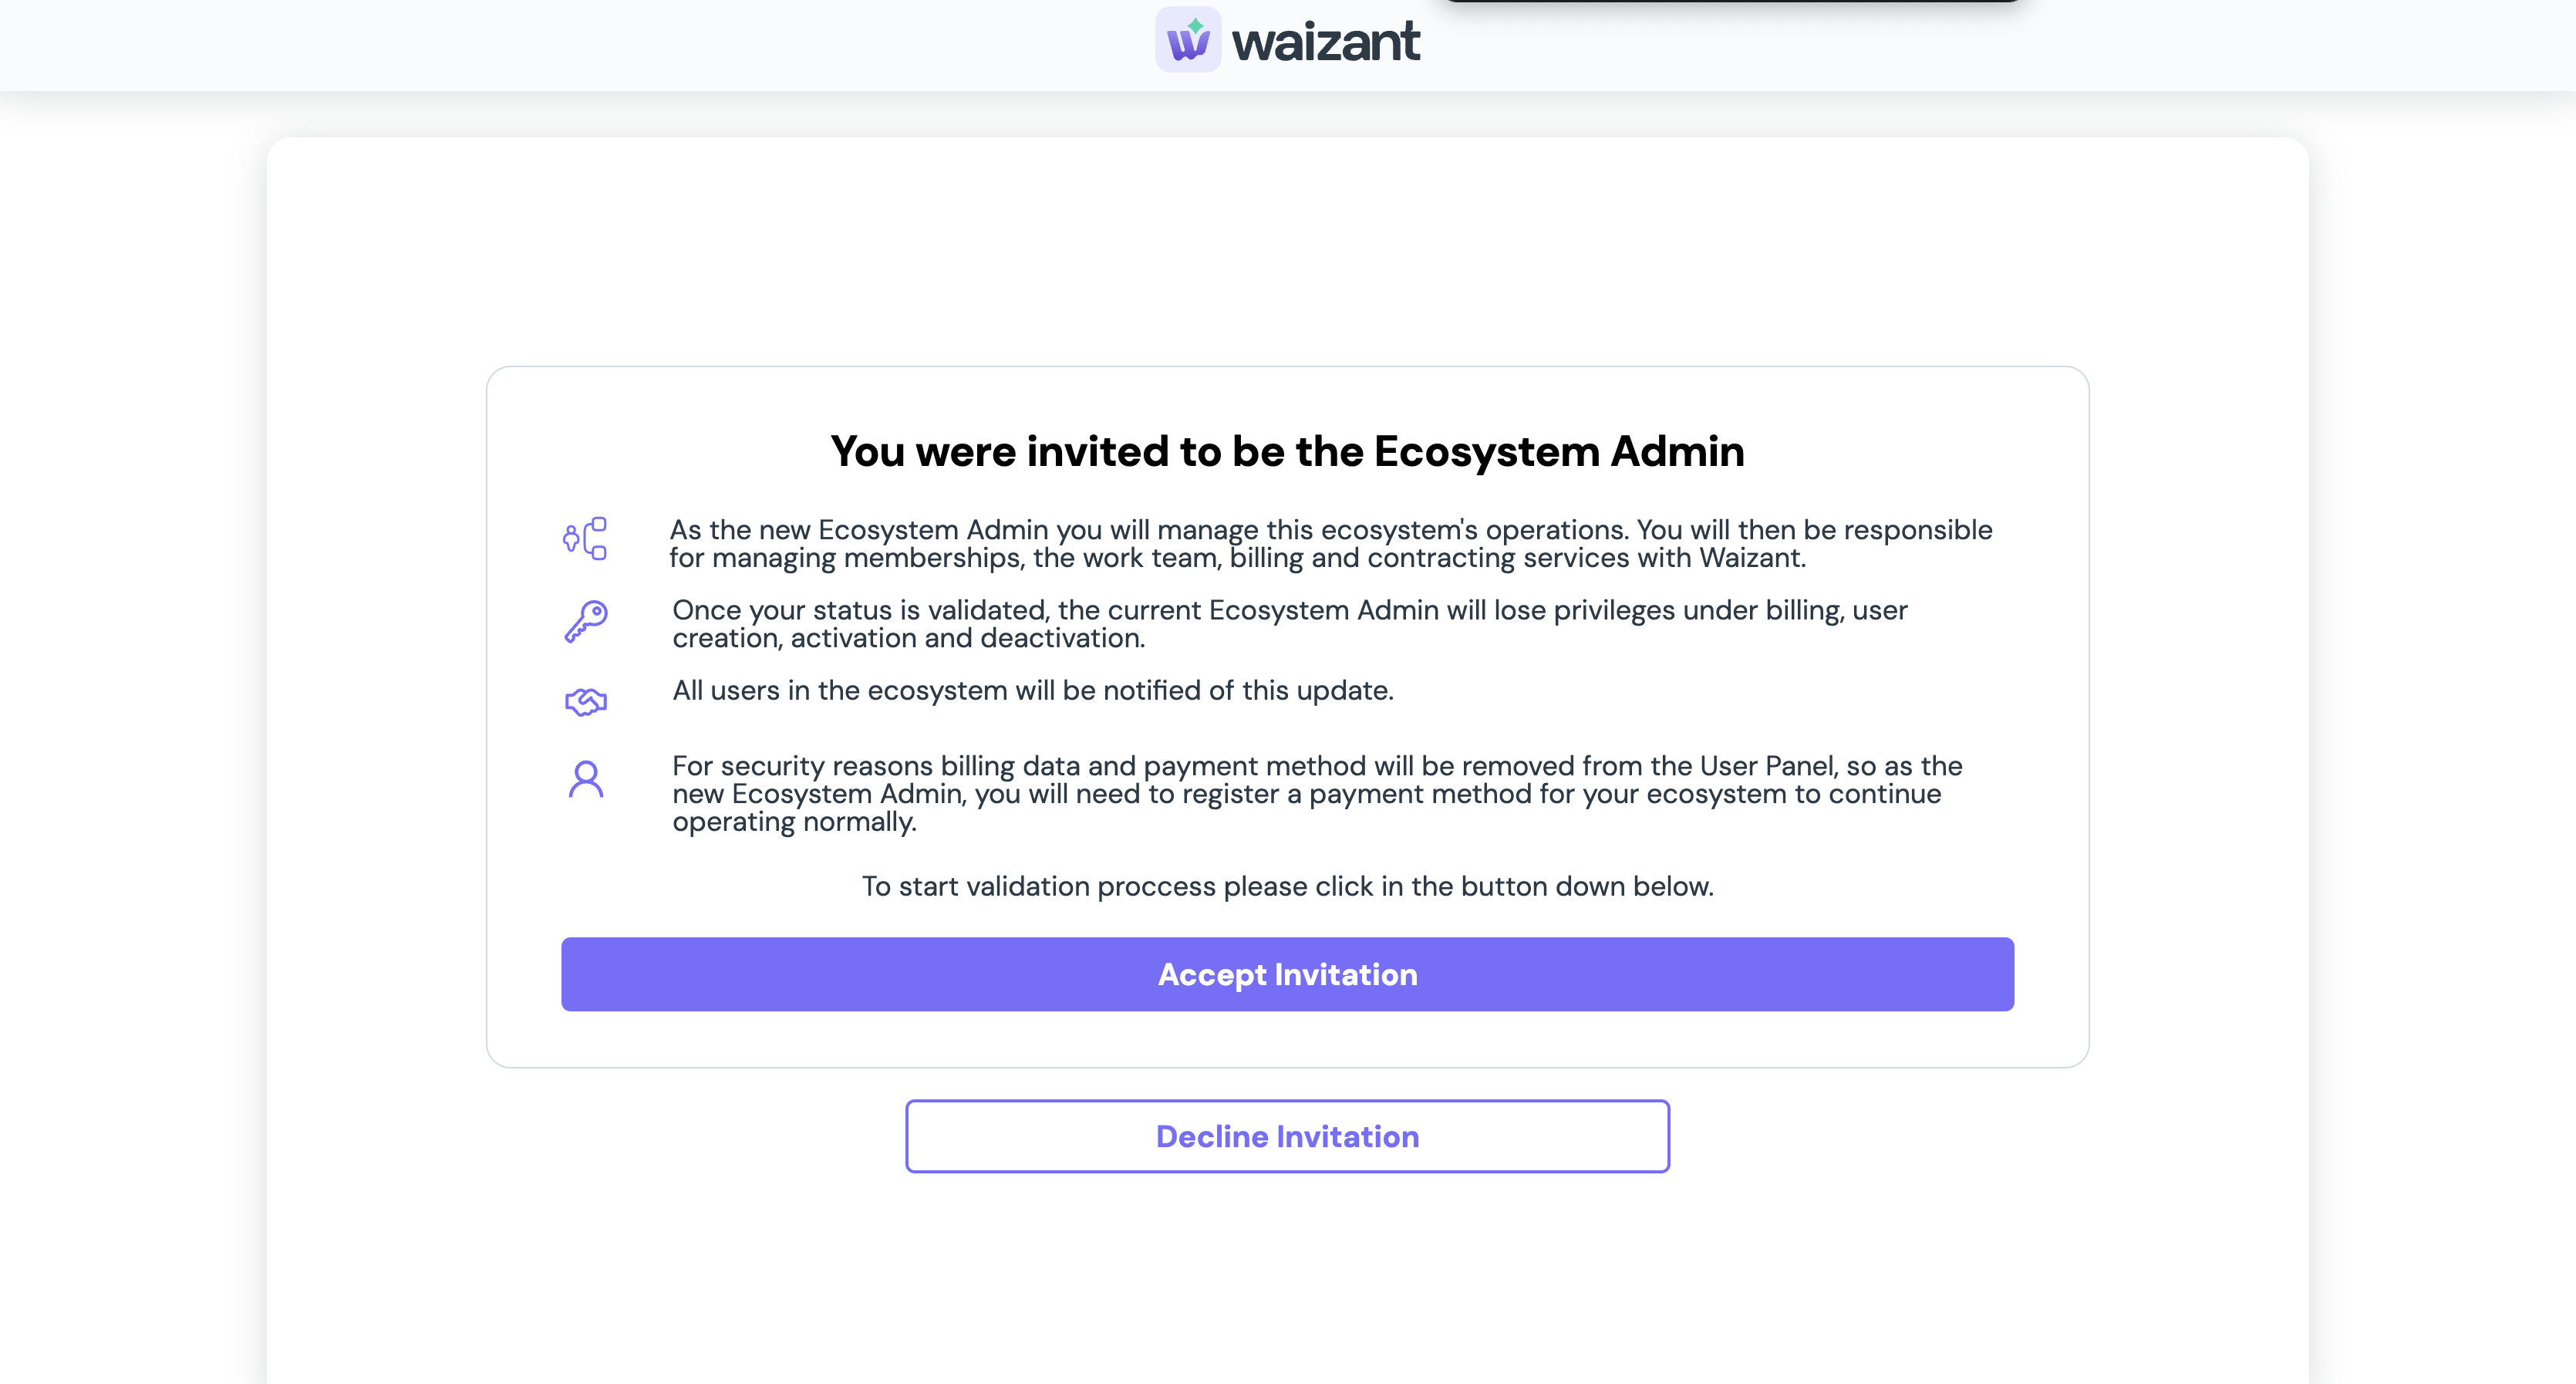 waizant
You were invited to be the Ecosystem Admin
As the new Ecosystem Admin you will manage this ecosystem's operations. You will then be responsible
for managing memberships, the work team, billing and contracting services with Waizant.
Once your status is validated, the current Ecosystem Admin will lose privileges under billing, user
creation, activation and deactivation.
All users in the ecosystem will be notified of this update.
For security reasons billing data and payment method will be removed from the User Panel, so as the
new Ecosystem Admin, you will need to register a payment method for your ecosystem to continue
operating normally.
To start validation proccess please click in the button down below.
Accept Invitation
Decline Invitation